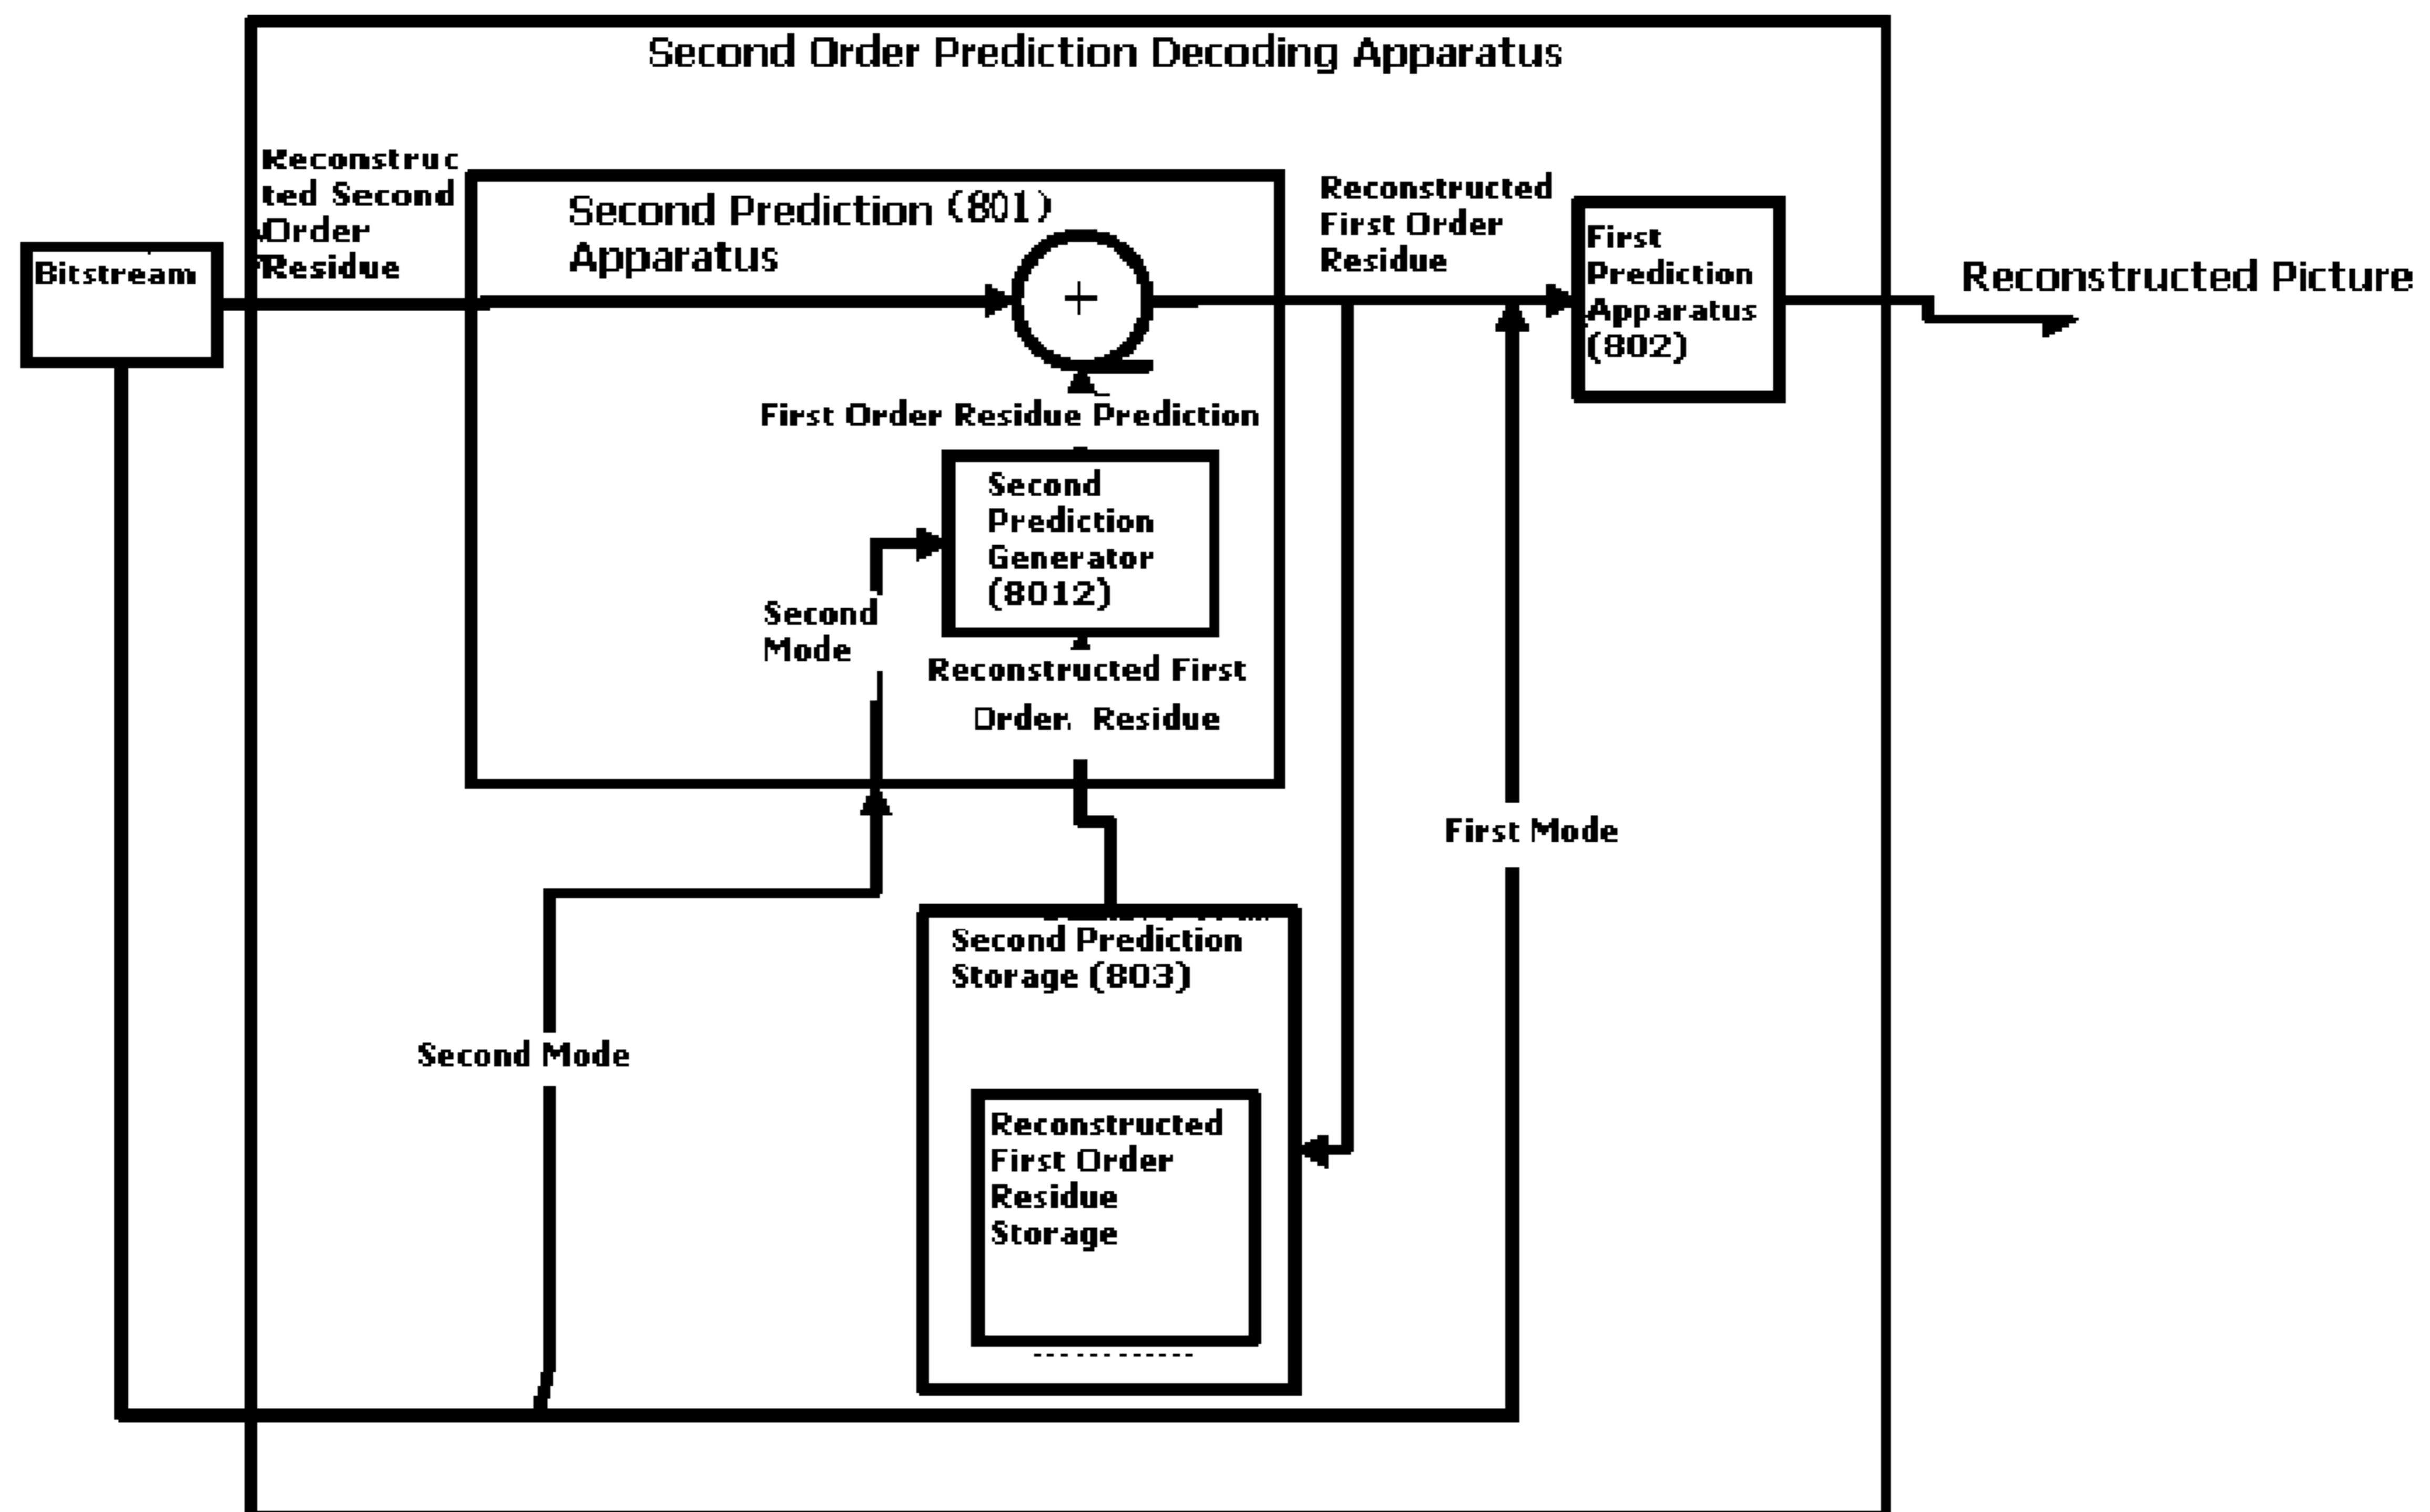 Second Order Prediction Decoding Apparatus
Reconstruc
ted Second
Order
Residue
Bitstream
Second Prediction (801)
Apparatus
+
Reconstructed
First Order
Residue
First
Prediction
Apparatus
(802)
Reconstructed Picture
First Order Residue Prediction
Second
Prediction
Generator
(8012)
Second
Mode
Reconstructed First
Order Residue
First Mode
Second Prediction
Storage (803)
Second Mode
Reconstructed
First Order
Residue
Storage